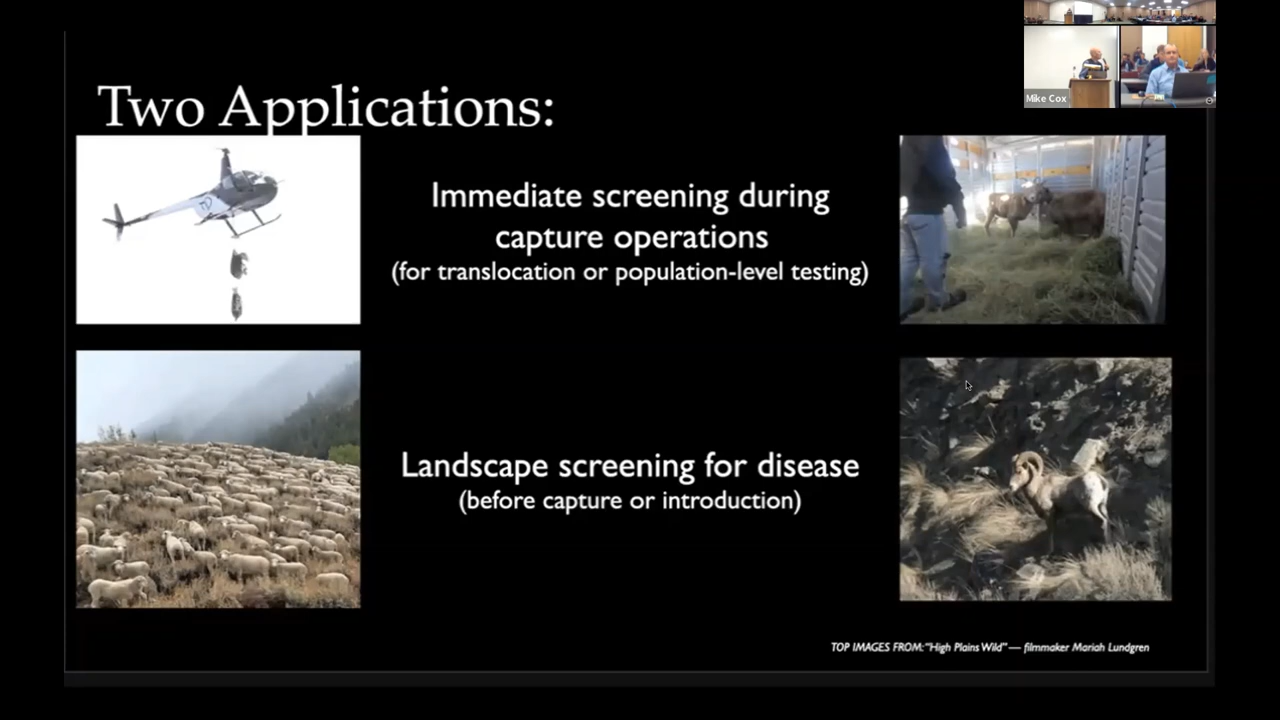 Two Applications:
Immediate screening during
capture operations
(for translocation or population-level testing)
Landscape screening for disease
(before capture or introduction)
TOP IMAGES FROM: "High Plains Wild" — filmmaker Mariah Lundgren
Mike Cox